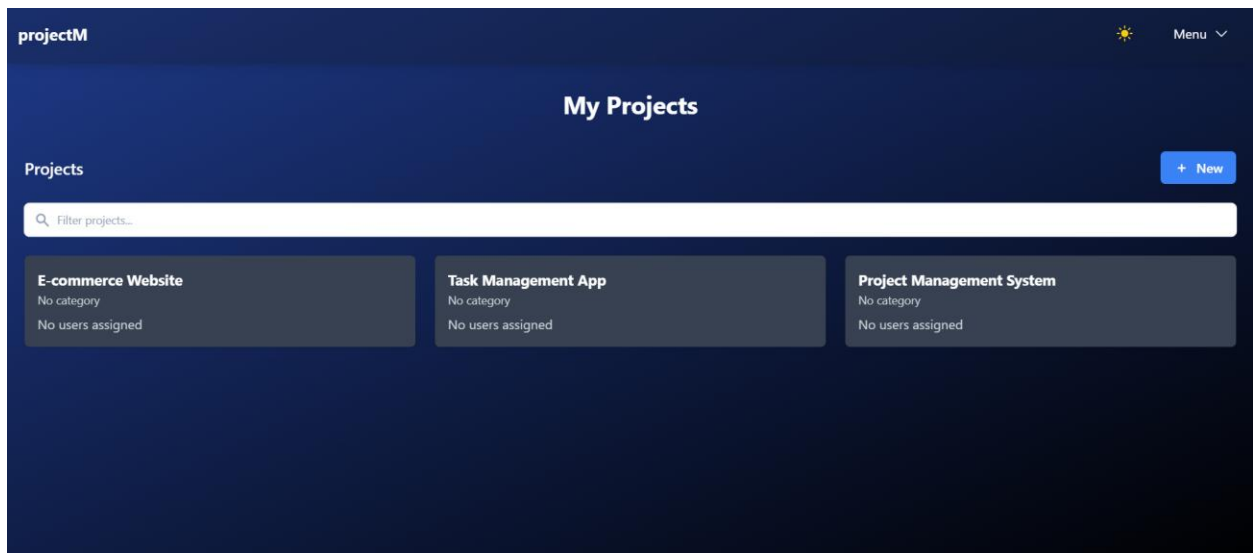 projectM
Menu
My Projects
Projects
+ New
Filter projects...
E-commerce Website
No category
No users assigned
Task Management App
No category
No users assigned
Project Management System
No category
No users assigned